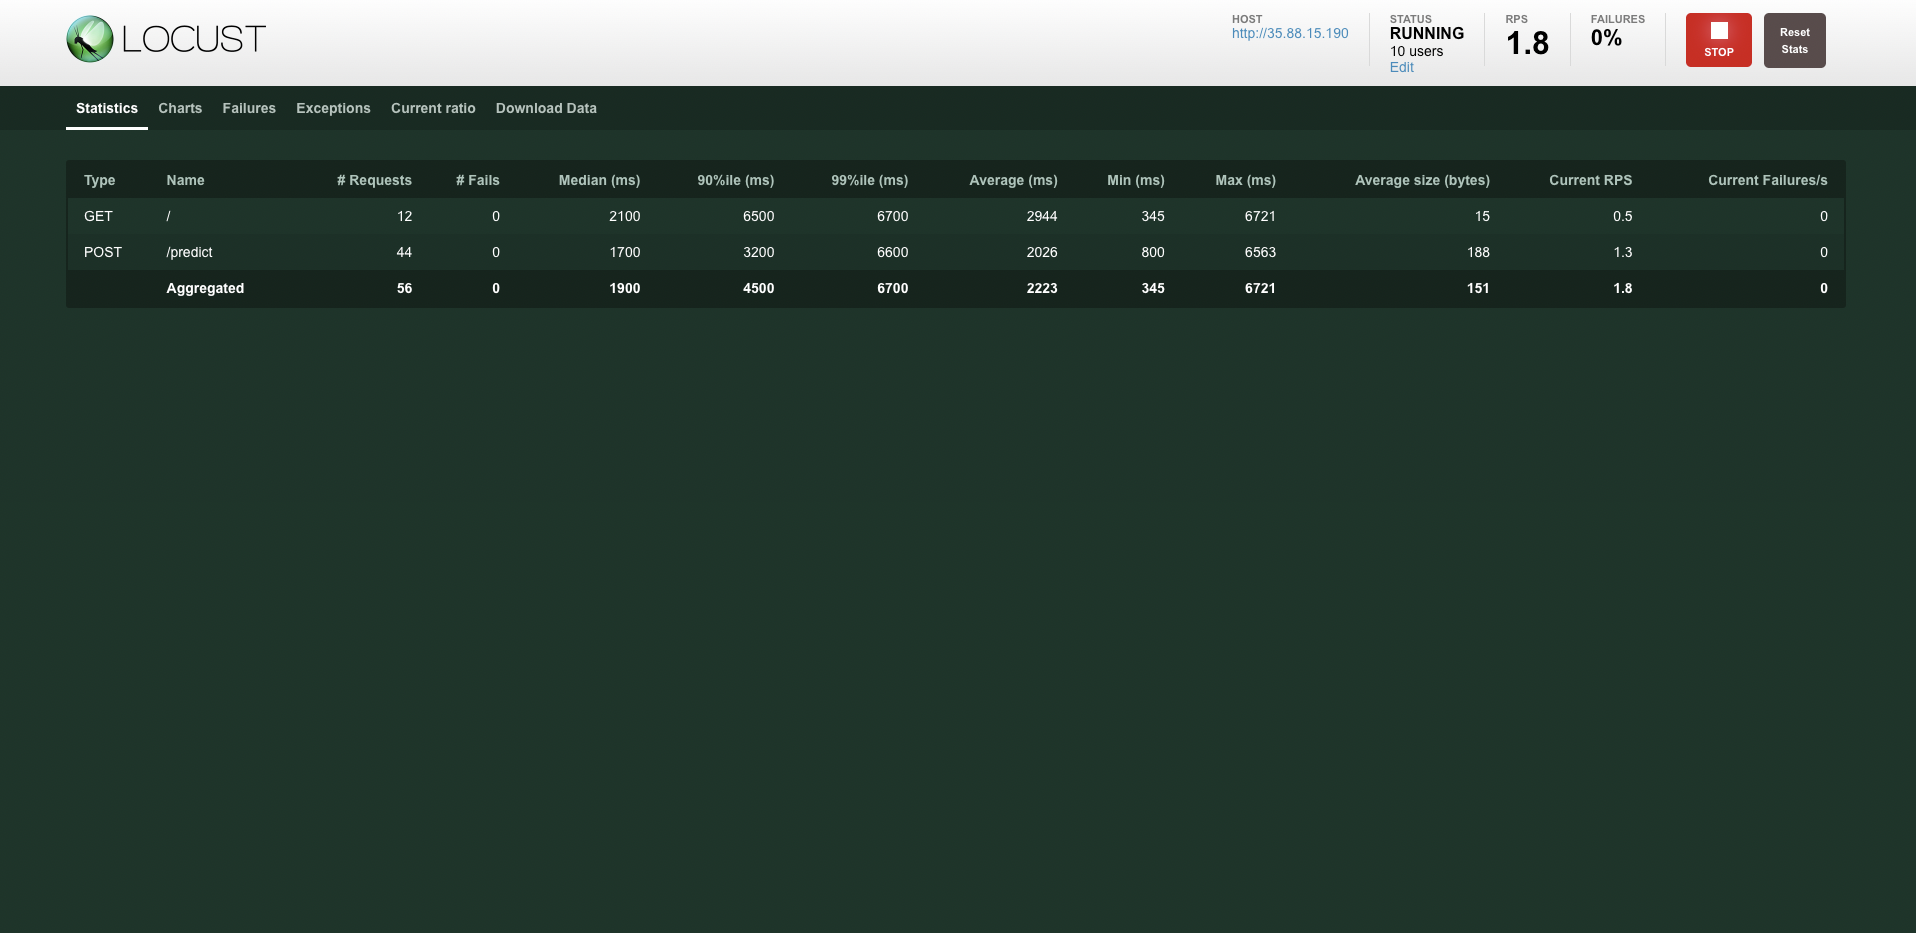 LOCUST
HOST
http://35.88.15.190
STATUS
RUNNING
10 users
Edit
RPS
1.8
FAILURES
0%
STOP
Reset
Stats
Statistics Charts Failures Exceptions Current ratio Download Data
Type Name # Requests # Fails Median (ms) 90%ile (ms) 99%ile (ms) Average (ms) Min (ms) Max (ms) Average size (bytes) Current RPS Current Failures/s
GET / 12 0 2100 6500 6700 2944 345 6721 15 0.5 0
POST /predict 44 0 1700 3200 6600 2026 800 6563 188 1.3 0
Aggregated 56 0 1900 4500 6700 2223 345 6721 151 1.8 0